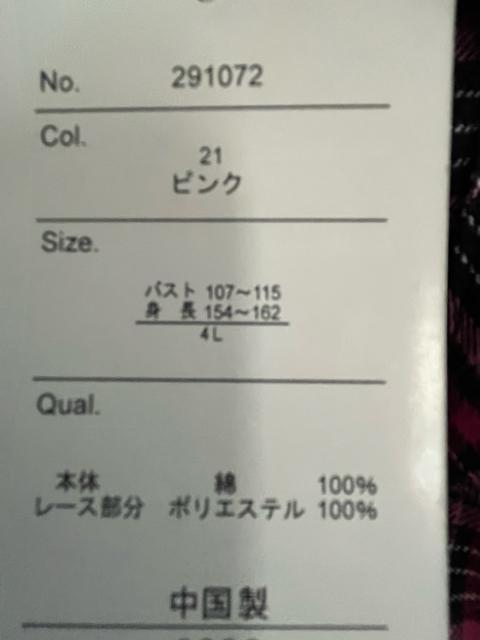 No. 291072
Col.
21
ピンク
Size.
バスト 107～115
身 長 154～162
4L
Qual.
本体 綿 100%
レース部分 ポリエステル 100%
中国製